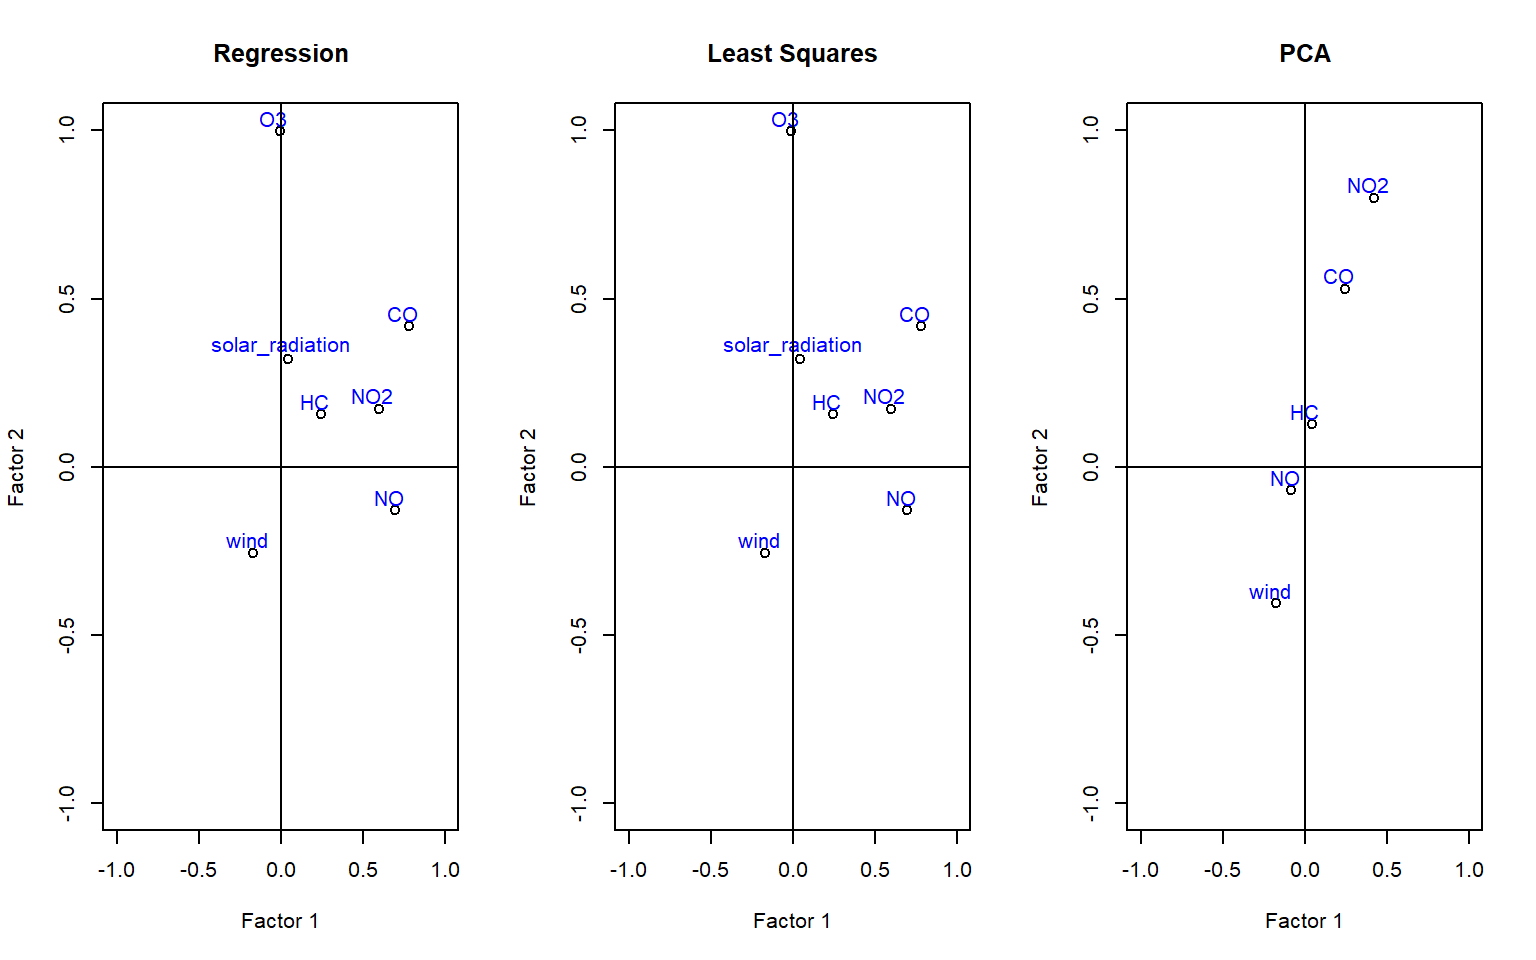 Regression
O3
CO
solar_radiation
HC
NO2
NO
wind
1.0
0.5
0.0
-0.5
-1.0
Factor 2
-1.0 -0.5 0.0 0.5 1.0
Factor 1
Least Squares
O3
CO
solar_radiation
HC
NO2
NO
wind
1.0
0.5
0.0
-0.5
-1.0
Factor 2
-1.0 -0.5 0.0 0.5 1.0
Factor 1
PCA
NO2
CO
HC
NO
wind
1.0
0.5
0.0
-0.5
-1.0
Factor 2
-1.0 -0.5 0.0 0.5 1.0
Factor 1